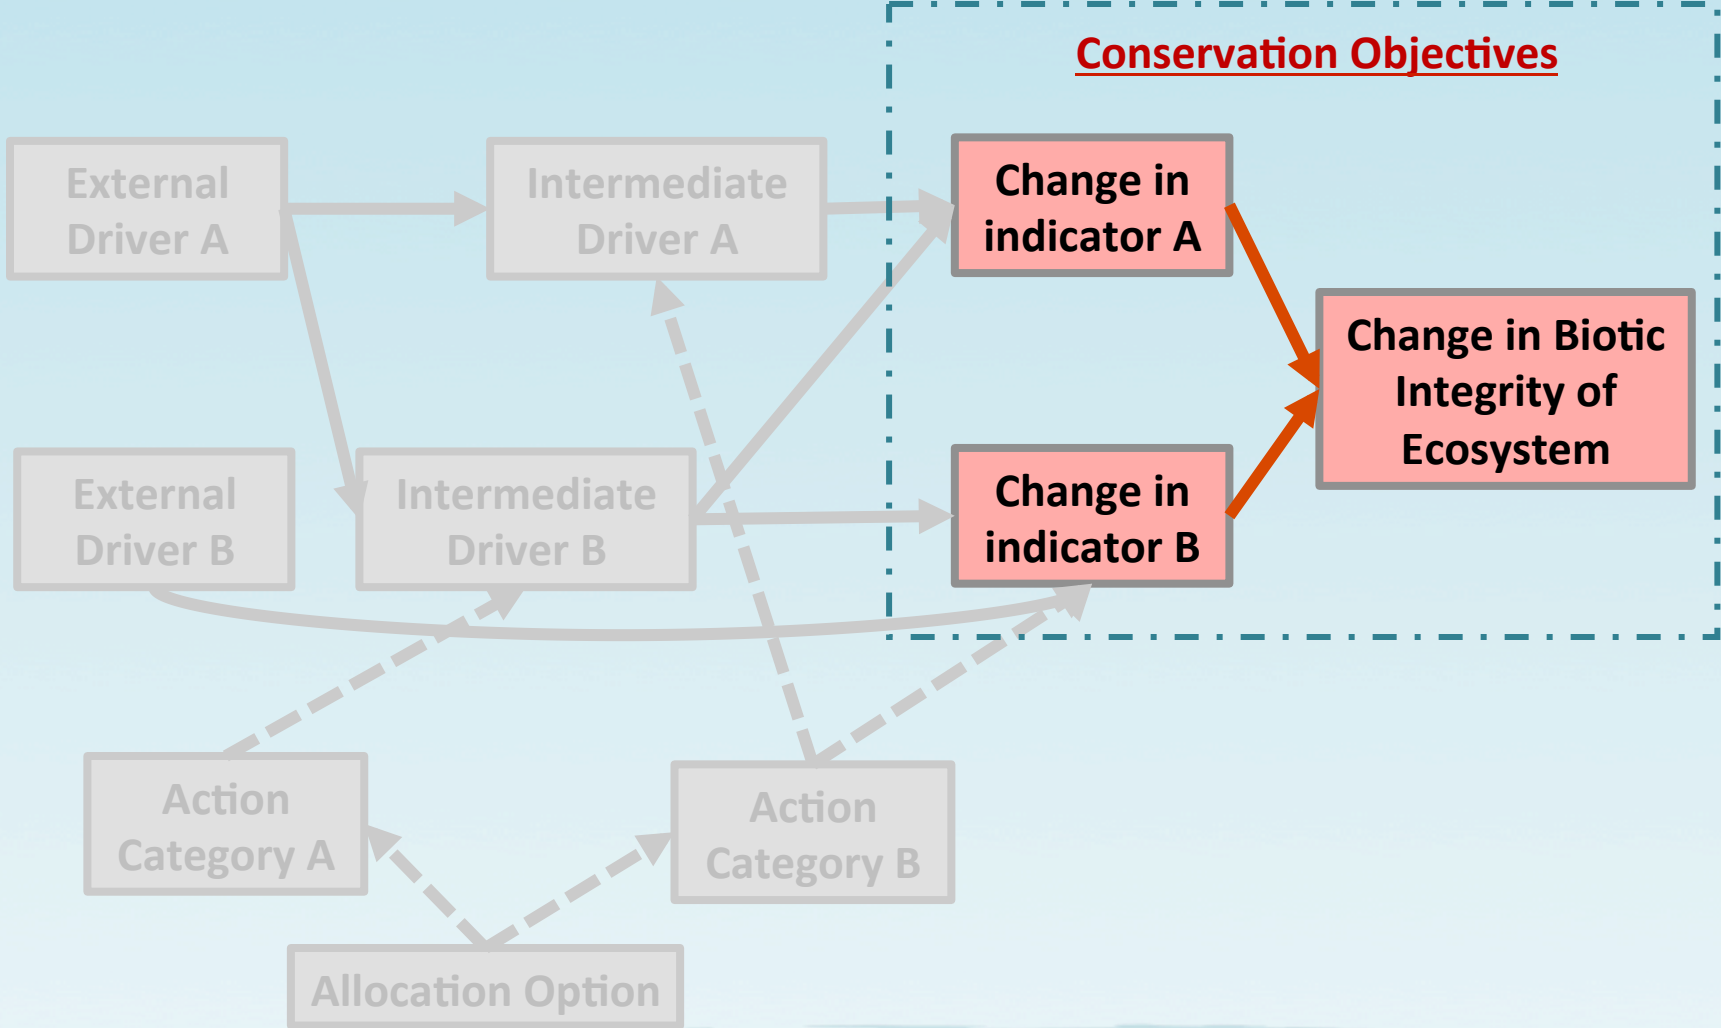 Conservation Objectives
External
Driver A
Intermediate
Driver A
Change in
indicator A
Change in Biotic
Integrity of
Ecosystem
External
Driver B
Intermediate
Driver B
Change in
indicator B
Action
Category A
Action
Category B
Allocation Option